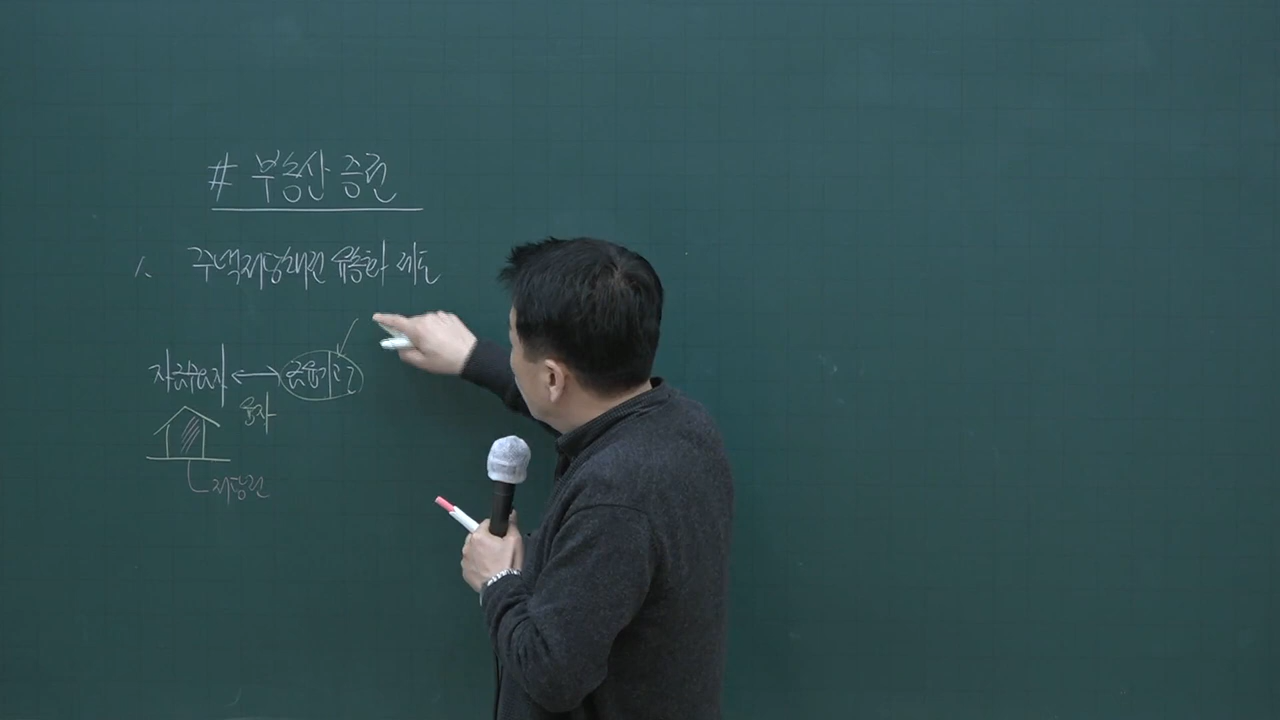 # 부동산 증권
1. 주택저당채권 유동화 제도
자금수요자 ↔ 금융기관
융자
저당권